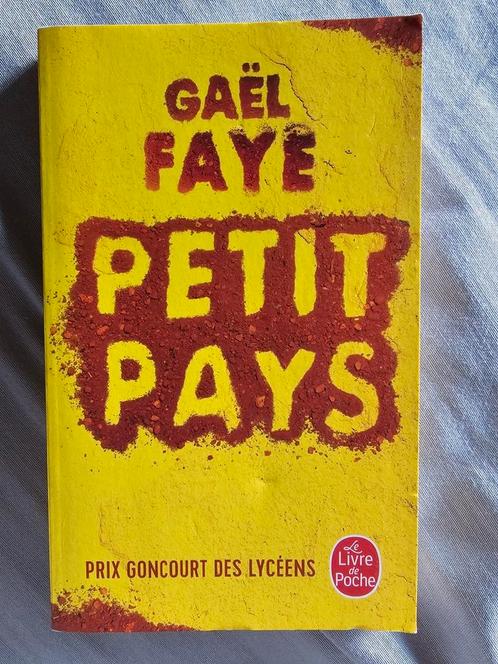 GAËL
FAYE
PETIT
PAYS
PRIX GONCOURT DES LYCÉENS
Le
Livre
de
Poche